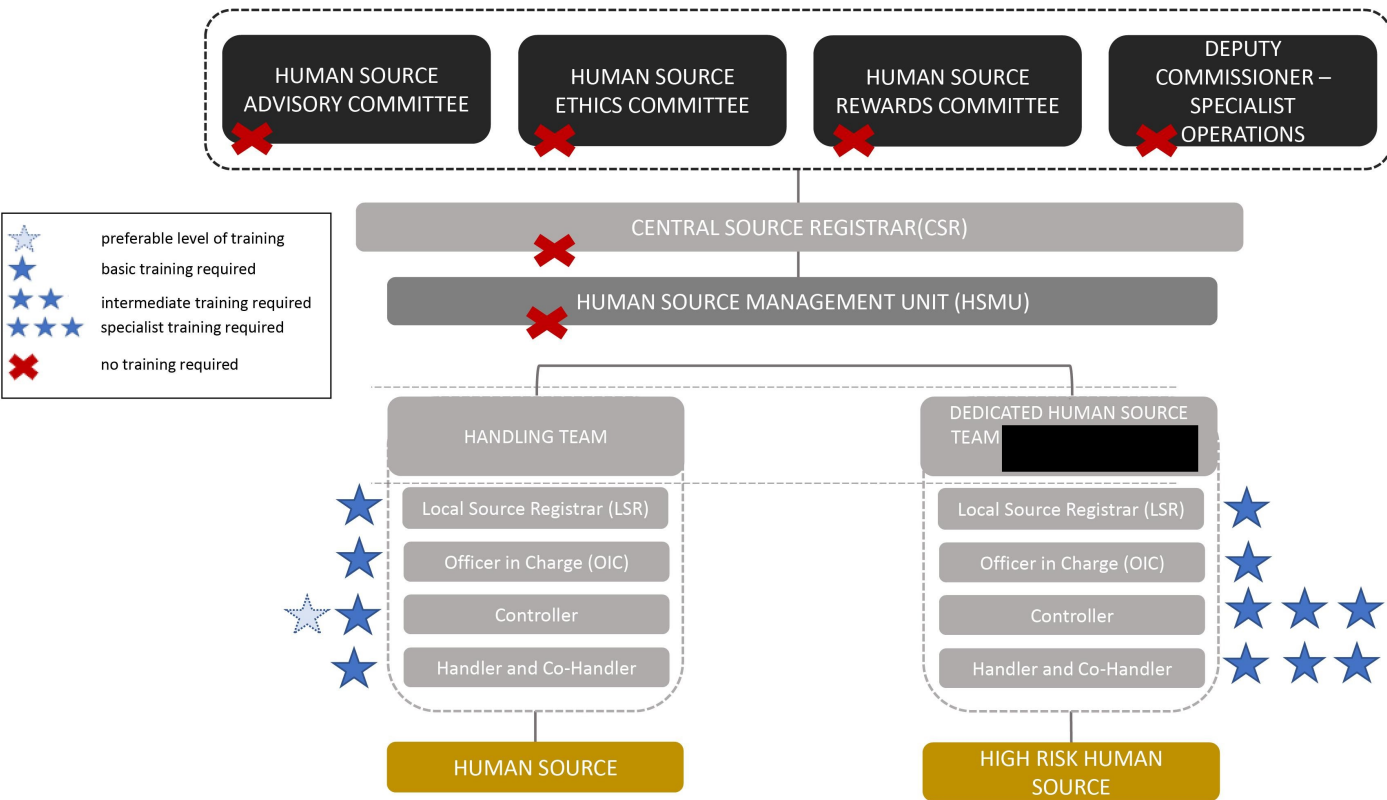 HUMAN SOURCE
ADVISORY COMMITTEE
HUMAN SOURCE
ETHICS COMMITTEE
HUMAN SOURCE
REWARDS COMMITTEE
DEPUTY
COMMISSIONER –
SPECIALIST
OPERATIONS
CENTRAL SOURCE REGISTRAR(CSR)
HUMAN SOURCE MANAGEMENT UNIT (HSMU)
preferable level of training
basic training required
intermediate training required
specialist training required
no training required
HANDLING TEAM
Local Source Registrar (LSR)
Officer in Charge (OIC)
Controller
Handler and Co-Handler
HUMAN SOURCE
DEDICATED HUMAN SOURCE
TEAM
Local Source Registrar (LSR)
Officer in Charge (OIC)
Controller
Handler and Co-Handler
HIGH RISK HUMAN
SOURCE